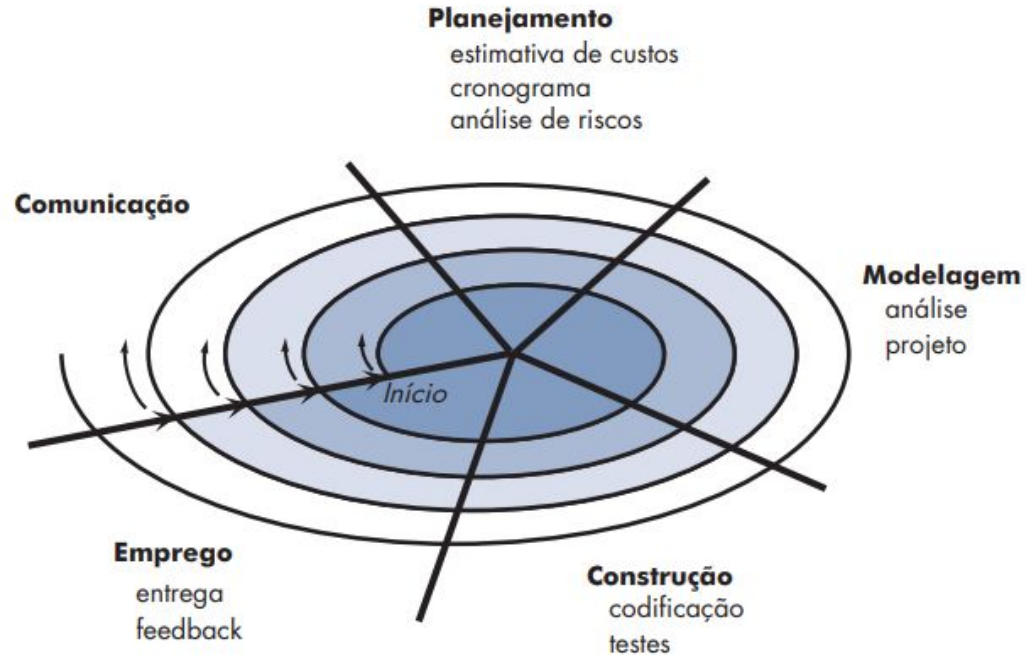 Planejamento
estimativa de custos
cronograma
análise de riscos
Comunicação
Modelagem
análise
projeto
Início
Emprego
entrega
feedback
Construção
codificação
testes